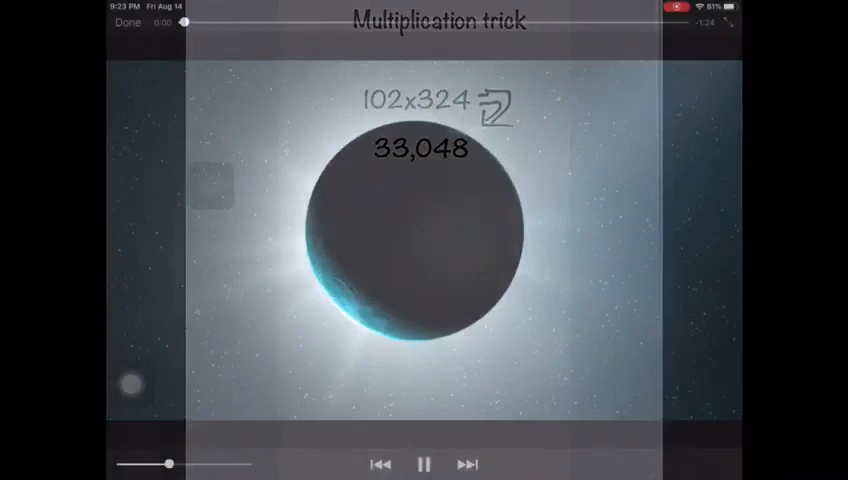 9:23 PM Fri Aug 14
81%
Multiplication trick
Done 0:00
-1:24
102x324
33,048